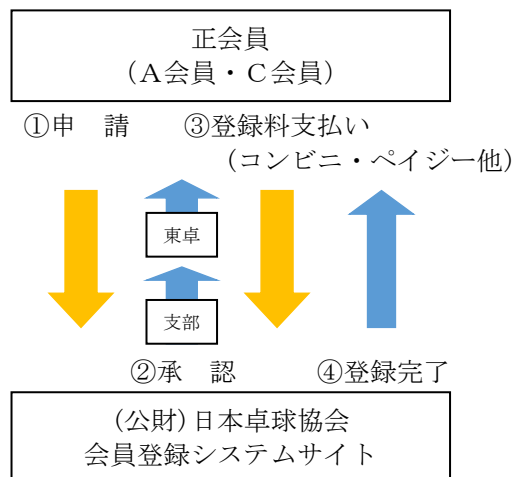 正会員
(A会員・C会員)
①申　請　③登録料支払い
(コンビニ・ペイジー他)
東卓
支部
②承　認　④登録完了
(公財)日本卓球協会
会員登録システムサイト